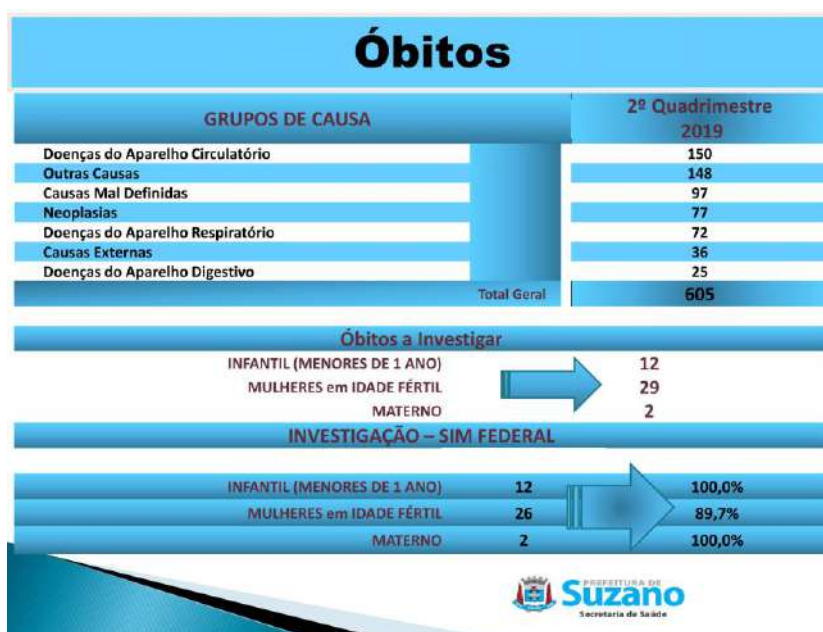 Óbitos
GRUPOS DE CAUSA 2º Quadrimestre 2019
Doenças do Aparelho Circulatório 150
Outras Causas 148
Causas Mal Definidas 97
Neoplasias 77
Doenças do Aparelho Respiratório 72
Causas Externas 36
Doenças do Aparelho Digestivo 25
Total Geral 605
Óbitos a Investigar
INFANTIL (MENORES DE 1 ANO) 12
MULHERES em IDADE FÉRTIL 29
MATERNO 2
INVESTIGAÇÃO – SIM FEDERAL
INFANTIL (MENORES DE 1 ANO) 12 100,0%
MULHERES em IDADE FÉRTIL 26 89,7%
MATERNO 2 100,0%
PREFEITURA DE
Suzano
Secretaria de Saúde